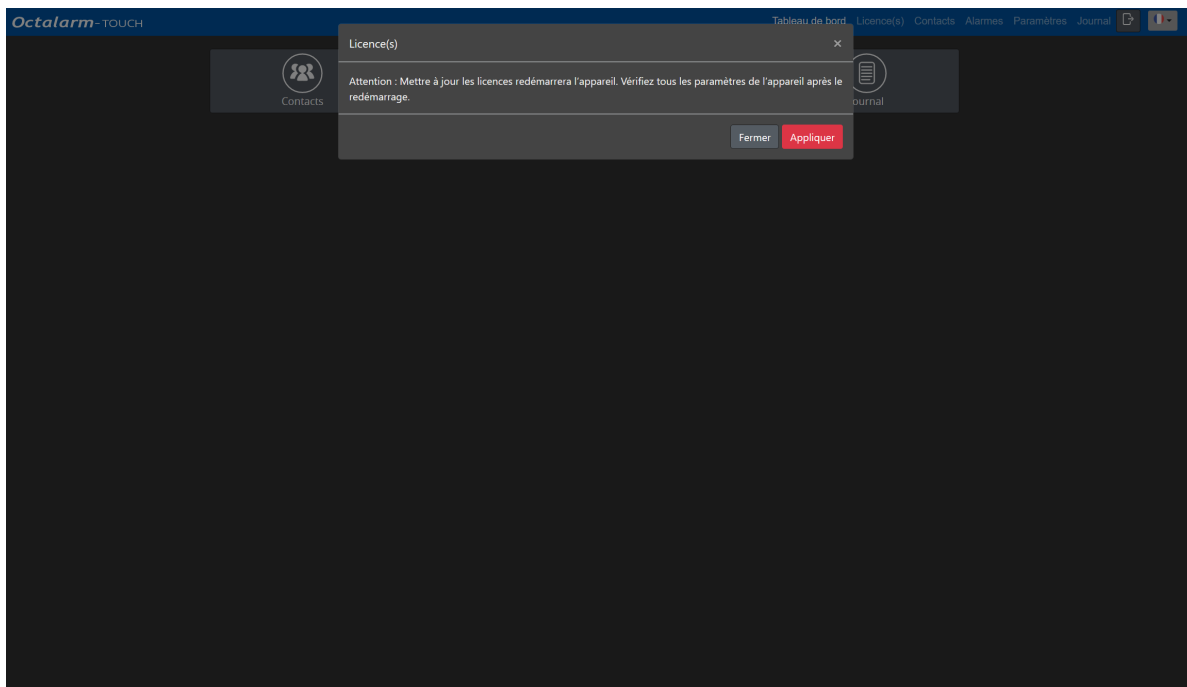 Octalarm-TOUCH
Tableau de bord Licence(s) Contacts Alarmes Paramètres Journal
Licence(s) ×
Attention : Mettre à jour les licences redémarrera l'appareil. Vérifiez tous les paramètres de l'appareil après le
redémarrage.
Contacts
ournal
Fermer Appliquer